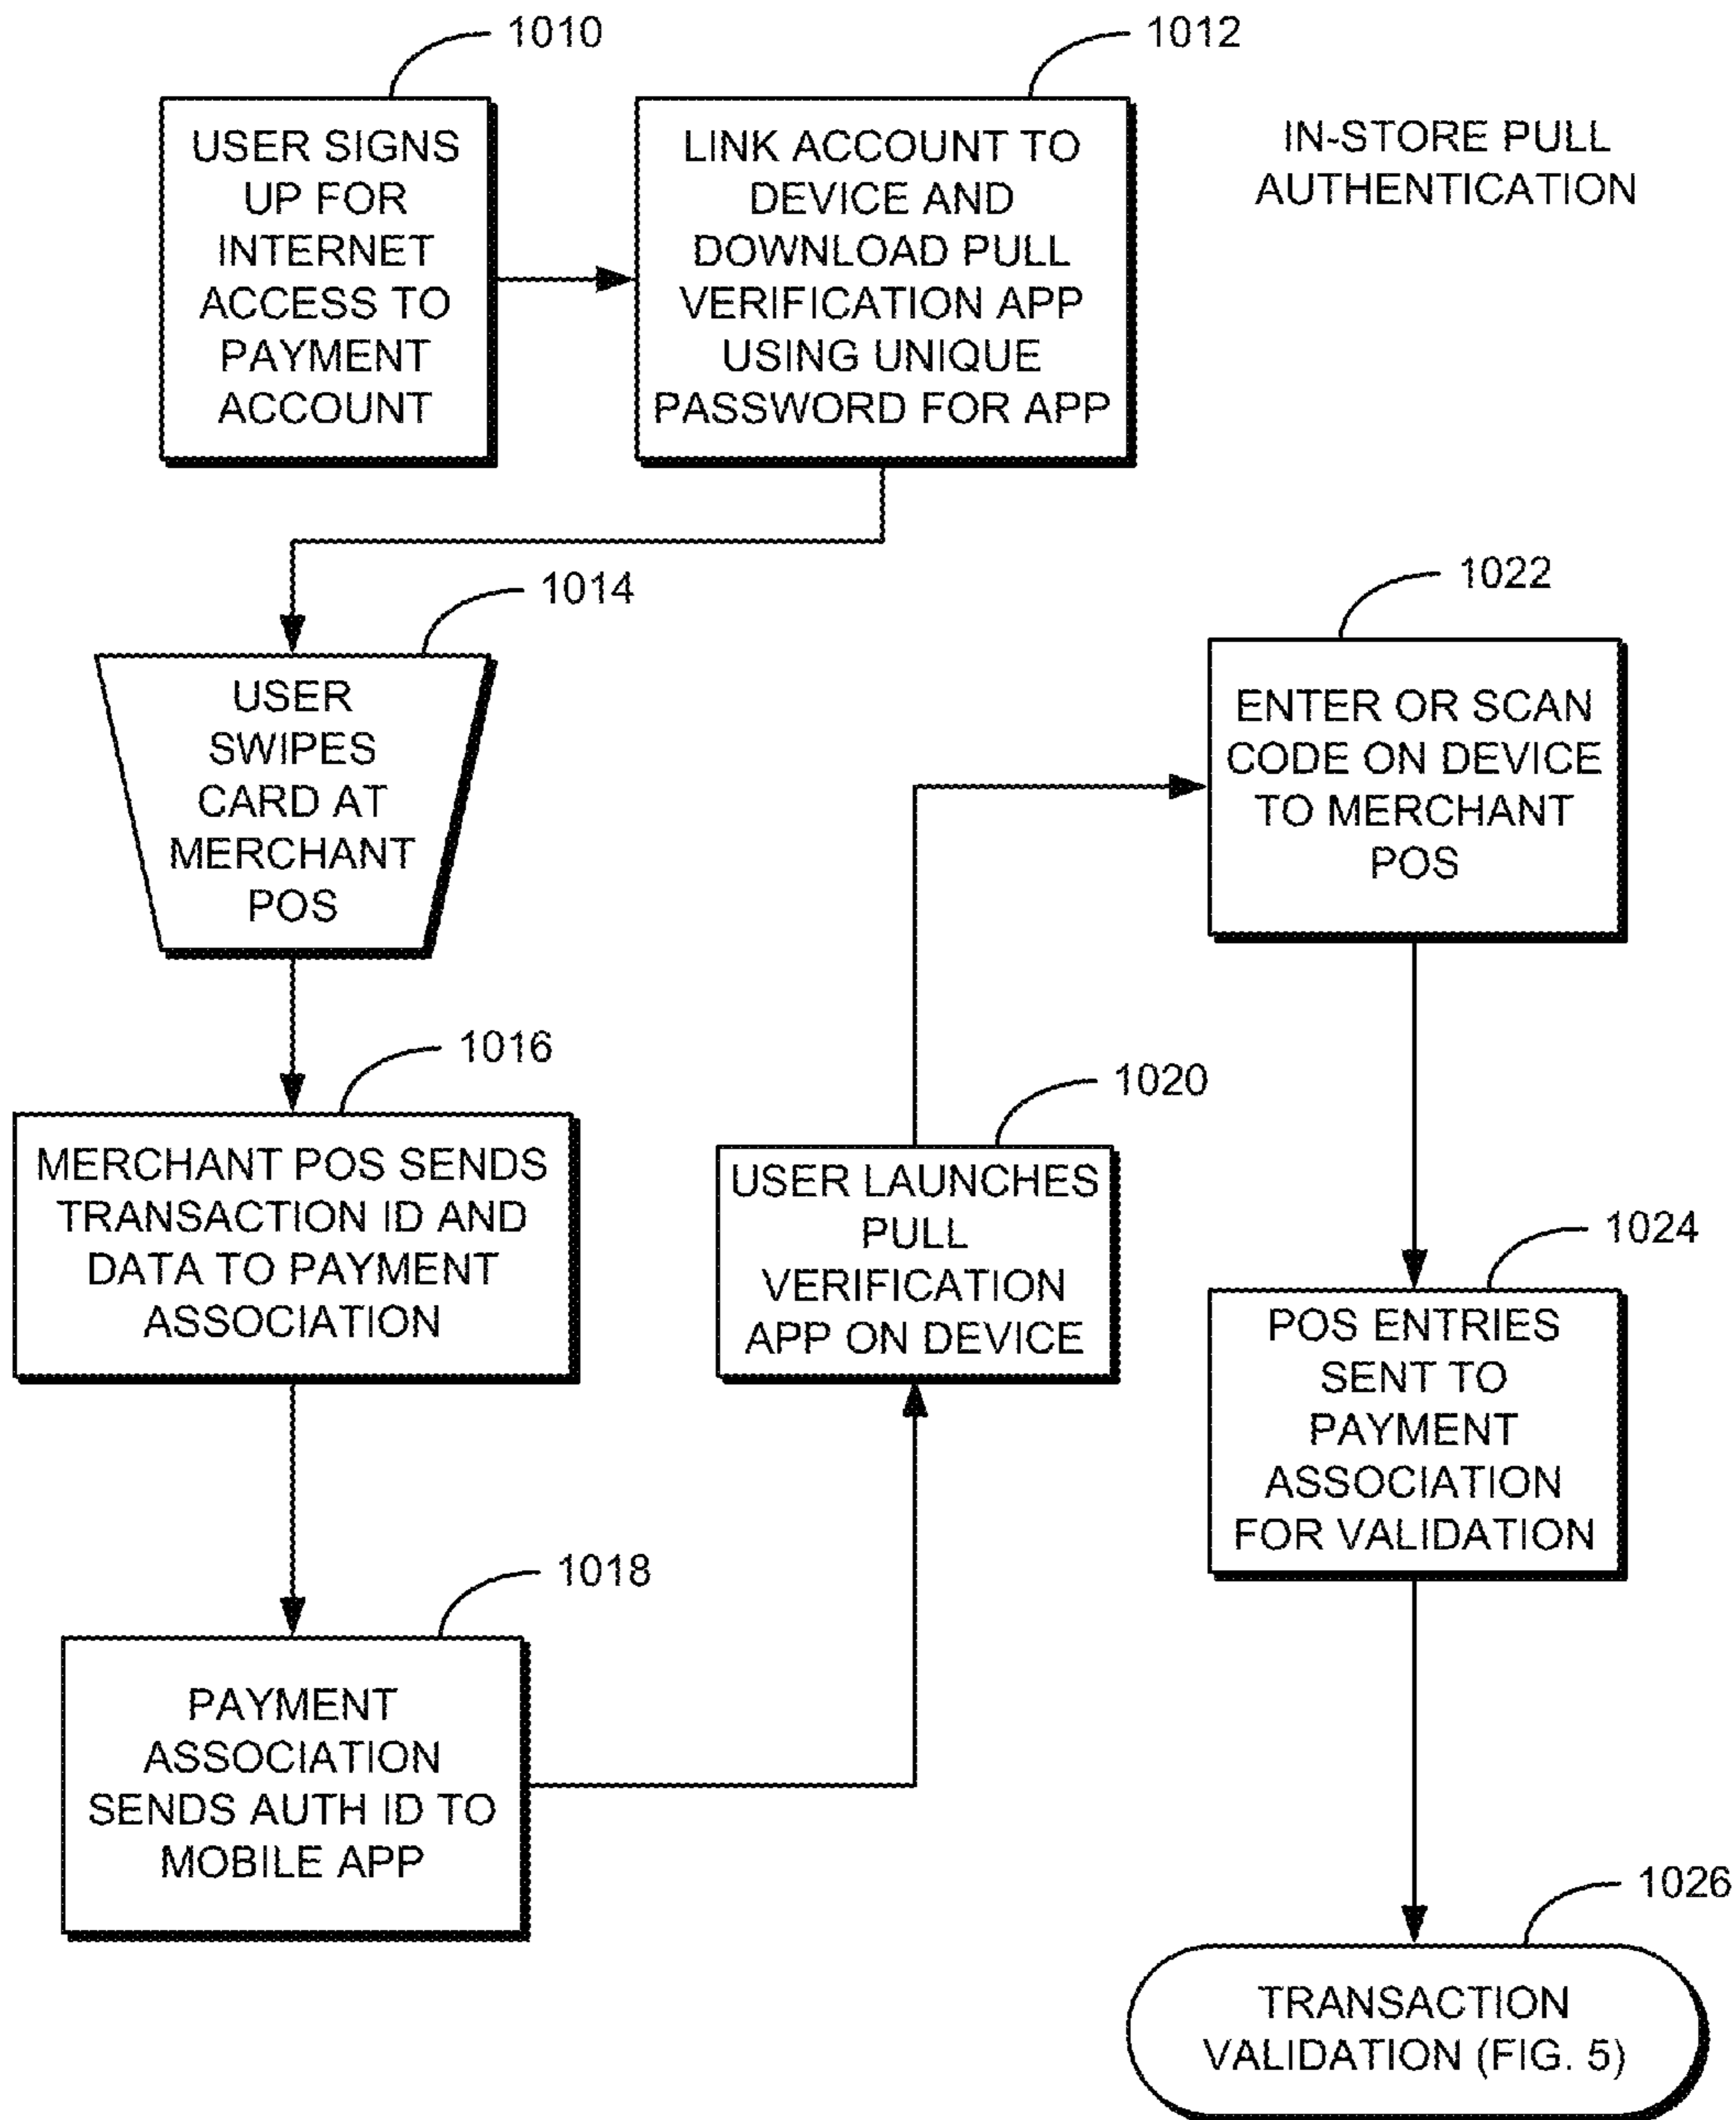 1010
USER SIGNS
UP FOR
INTERNET
ACCESS TO
PAYMENT
ACCOUNT
1012
LINK ACCOUNT TO
DEVICE AND
DOWNLOAD PULL
VERIFICATION APP
USING UNIQUE
PASSWORD FOR APP
IN-STORE PULL
AUTHENTICATION
1014
USER
SWIPES
CARD AT
MERCHANT
POS
1016
MERCHANT POS SENDS
TRANSACTION ID AND
DATA TO PAYMENT
ASSOCIATION
1018
PAYMENT
ASSOCIATION
SENDS AUTH ID TO
MOBILE APP
1020
USER LAUNCHES
PULL
VERIFICATION
APP ON DEVICE
1022
ENTER OR SCAN
CODE ON DEVICE
TO MERCHANT
POS
1024
POS ENTRIES
SENT TO
PAYMENT
ASSOCIATION
FOR VALIDATION
1026
TRANSACTION
VALIDATION (FIG. 5)